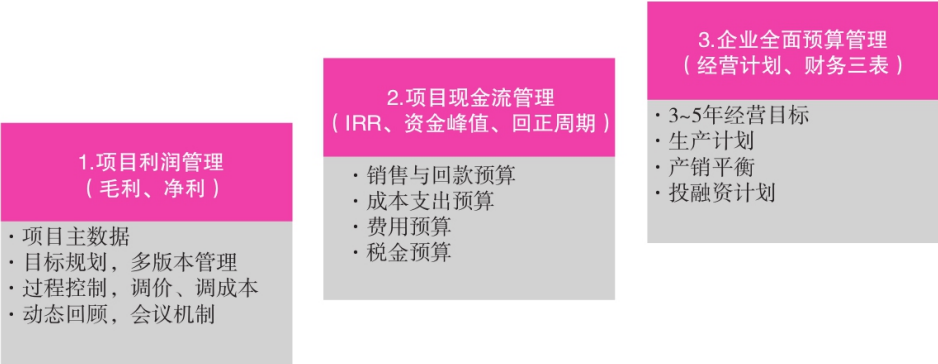 1.项目利润管理
（毛利、净利）
·项目主数据
·目标规划，多版本管理
·过程控制，调价、调成本
·动态回顾，会议机制
2.项目现金流管理
（IRR、资金峰值、回正周期）
·销售与回款预算
·成本支出预算
·费用预算
·税金预算
3.企业全面预算管理
（经营计划、财务三表）
·3~5年经营目标
·生产计划
·产销平衡
·投融资计划